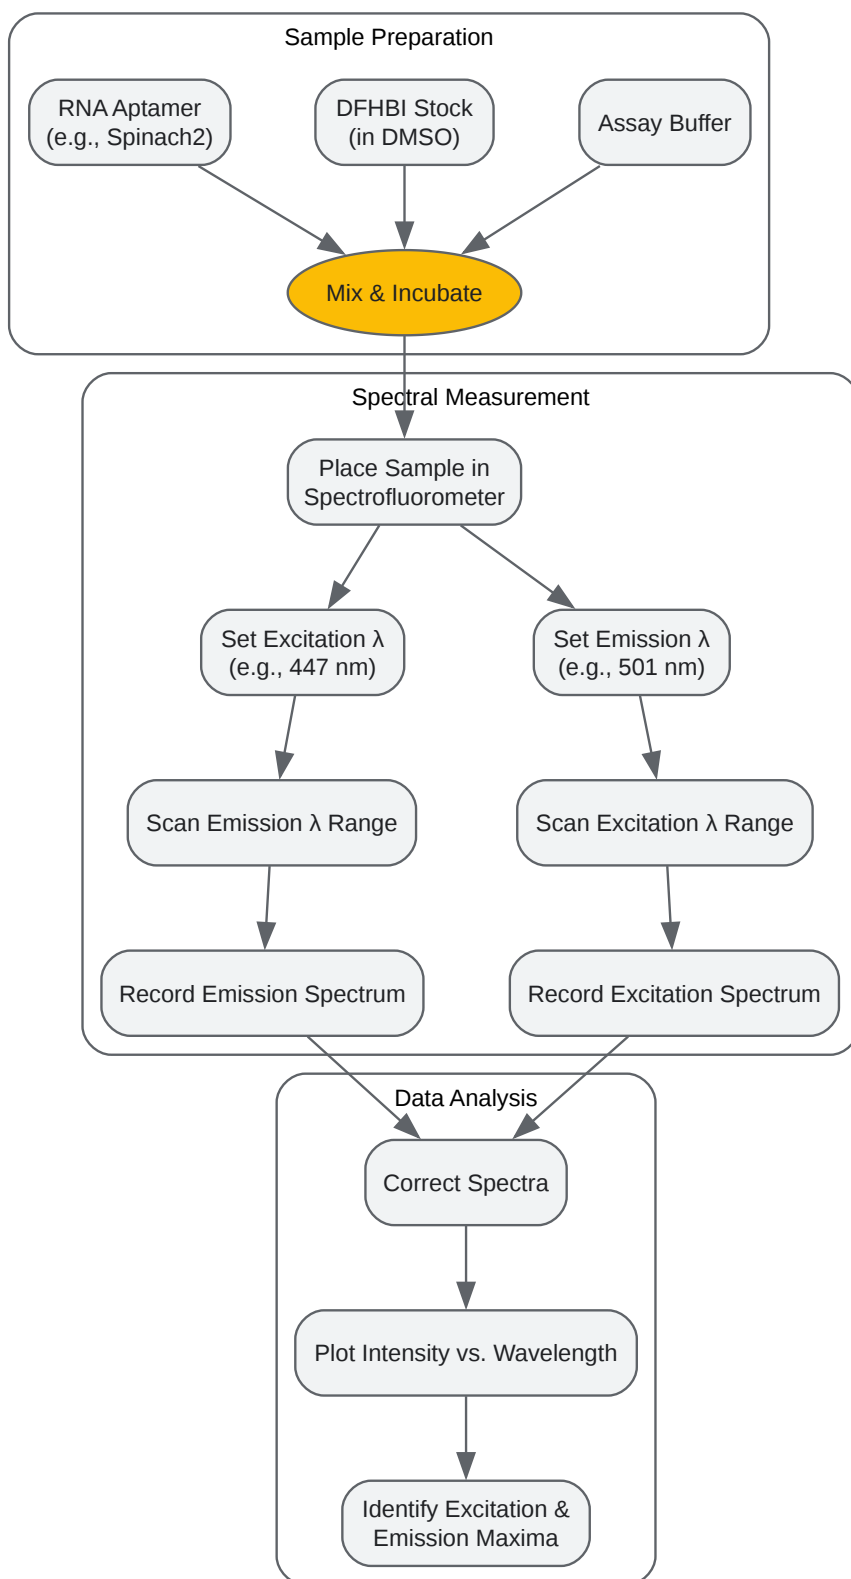 Sample Preparation
RNA Aptamer
(e.g., Spinach2)
DFHBI Stock
(in DMSO)
Assay Buffer
Mix & Incubate
Spectral Measurement
Place Sample in
Spectrofluorometer
Set Excitation λ
(e.g., 447 nm)
Set Emission λ
(e.g., 501 nm)
Scan Emission λ Range
Scan Excitation λ Range
Record Emission Spectrum
Record Excitation Spectrum
Data Analysis
Correct Spectra
Plot Intensity vs. Wavelength
Identify Excitation &
Emission Maxima